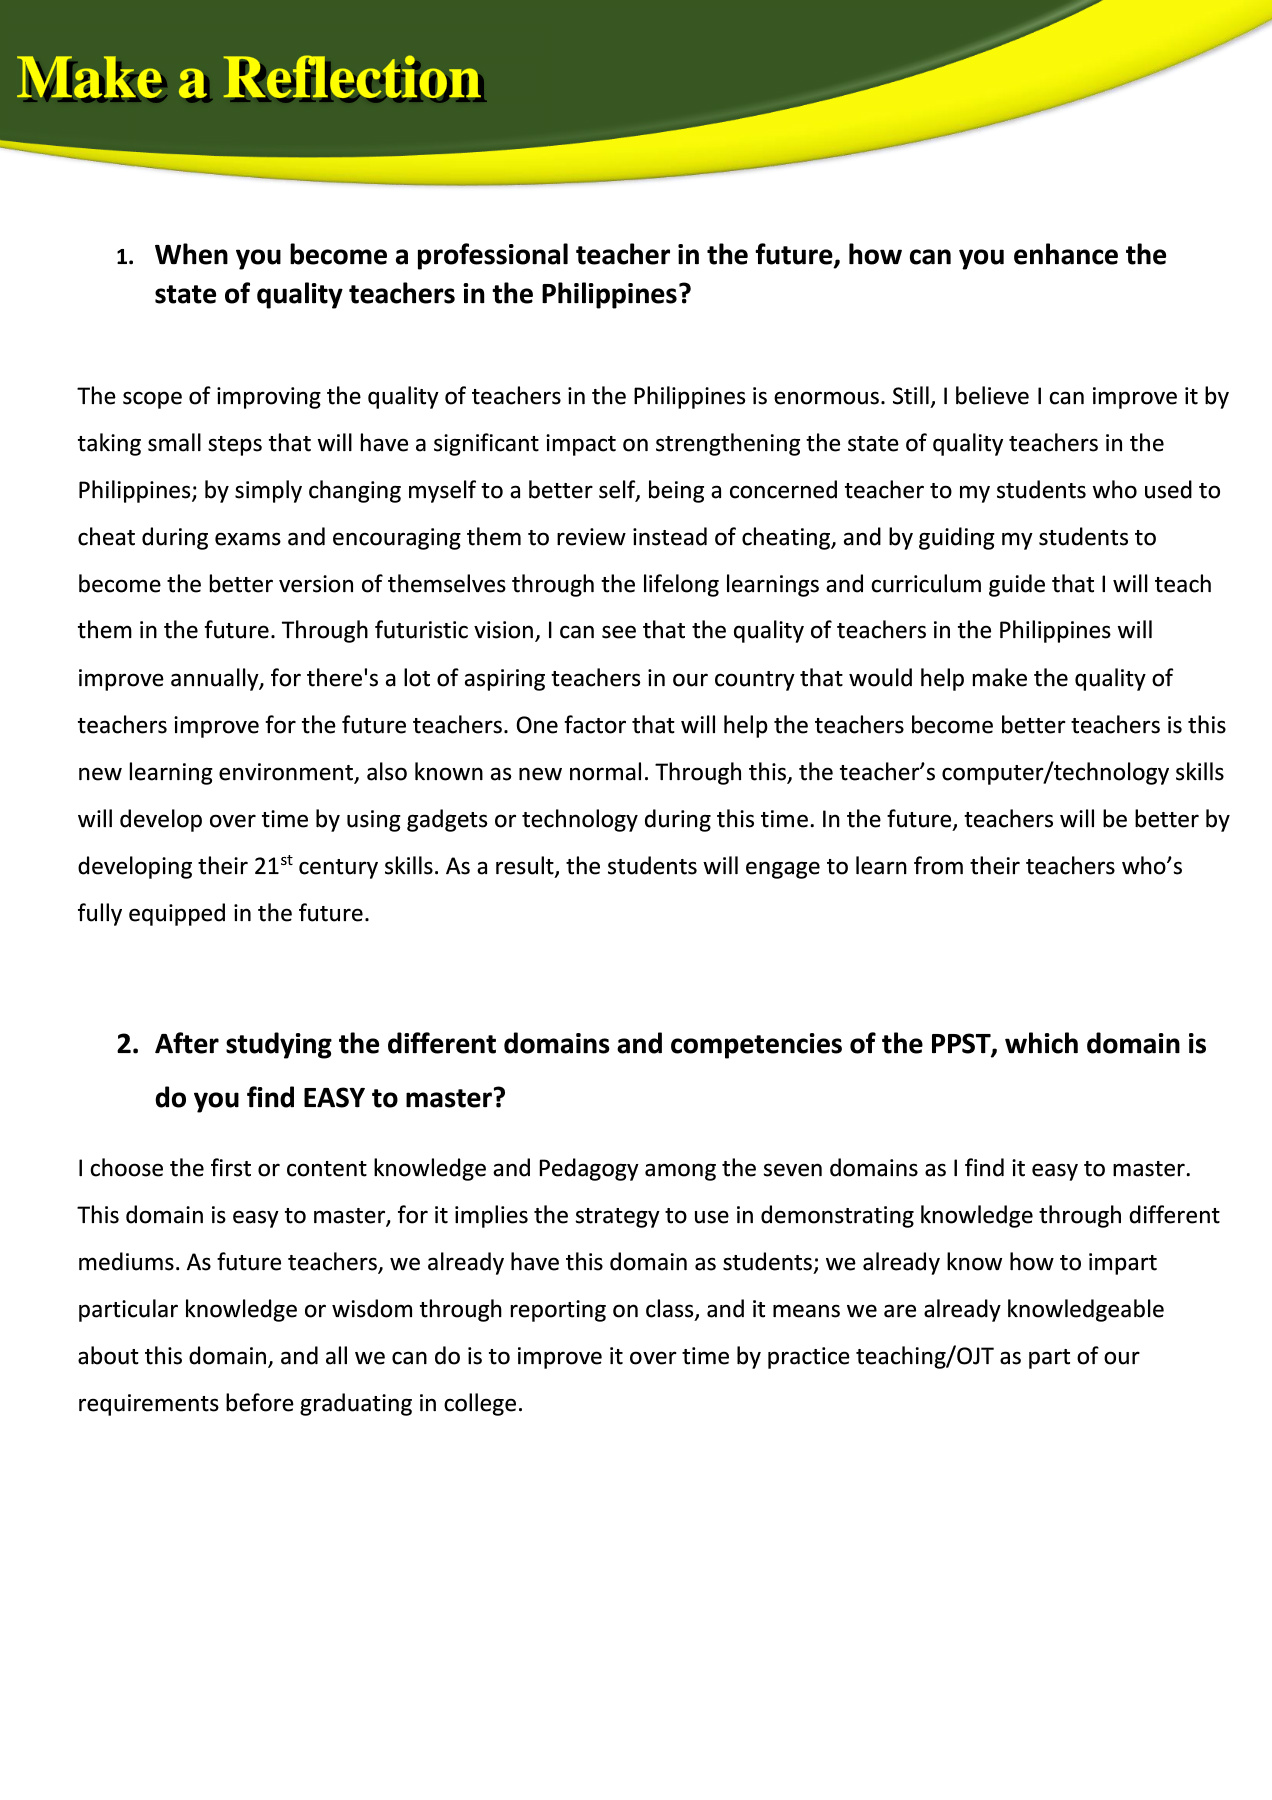 Make a Reflection
1. When you become a professional teacher in the future, how can you enhance the
state of quality teachers in the Philippines?
The scope of improving the quality of teachers in the Philippines is enormous. Still, I believe I can improve it by
taking small steps that will have a significant impact on strengthening the state of quality teachers in the
Philippines; by simply changing myself to a better self, being a concerned teacher to my students who used to
cheat during exams and encouraging them to review instead of cheating, and by guiding my students to
become the better version of themselves through the lifelong learnings and curriculum guide that I will teach
them in the future. Through futuristic vision, I can see that the quality of teachers in the Philippines will
improve annually, for there's a lot of aspiring teachers in our country that would help make the quality of
teachers improve for the future teachers. One factor that will help the teachers become better teachers is this
new learning environment, also known as new normal. Through this, the teacher’s computer/technology skills
will develop over time by using gadgets or technology during this time. In the future, teachers will be better by
developing their 21st century skills. As a result, the students will engage to learn from their teachers who’s
fully equipped in the future.
2. After studying the different domains and competencies of the PPST, which domain is
do you find EASY to master?
I choose the first or content knowledge and Pedagogy among the seven domains as I find it easy to master.
This domain is easy to master, for it implies the strategy to use in demonstrating knowledge through different
mediums. As future teachers, we already have this domain as students; we already know how to impart
particular knowledge or wisdom through reporting on class, and it means we are already knowledgeable
about this domain, and all we can do is to improve it over time by practice teaching/OJT as part of our
requirements before graduating in college.